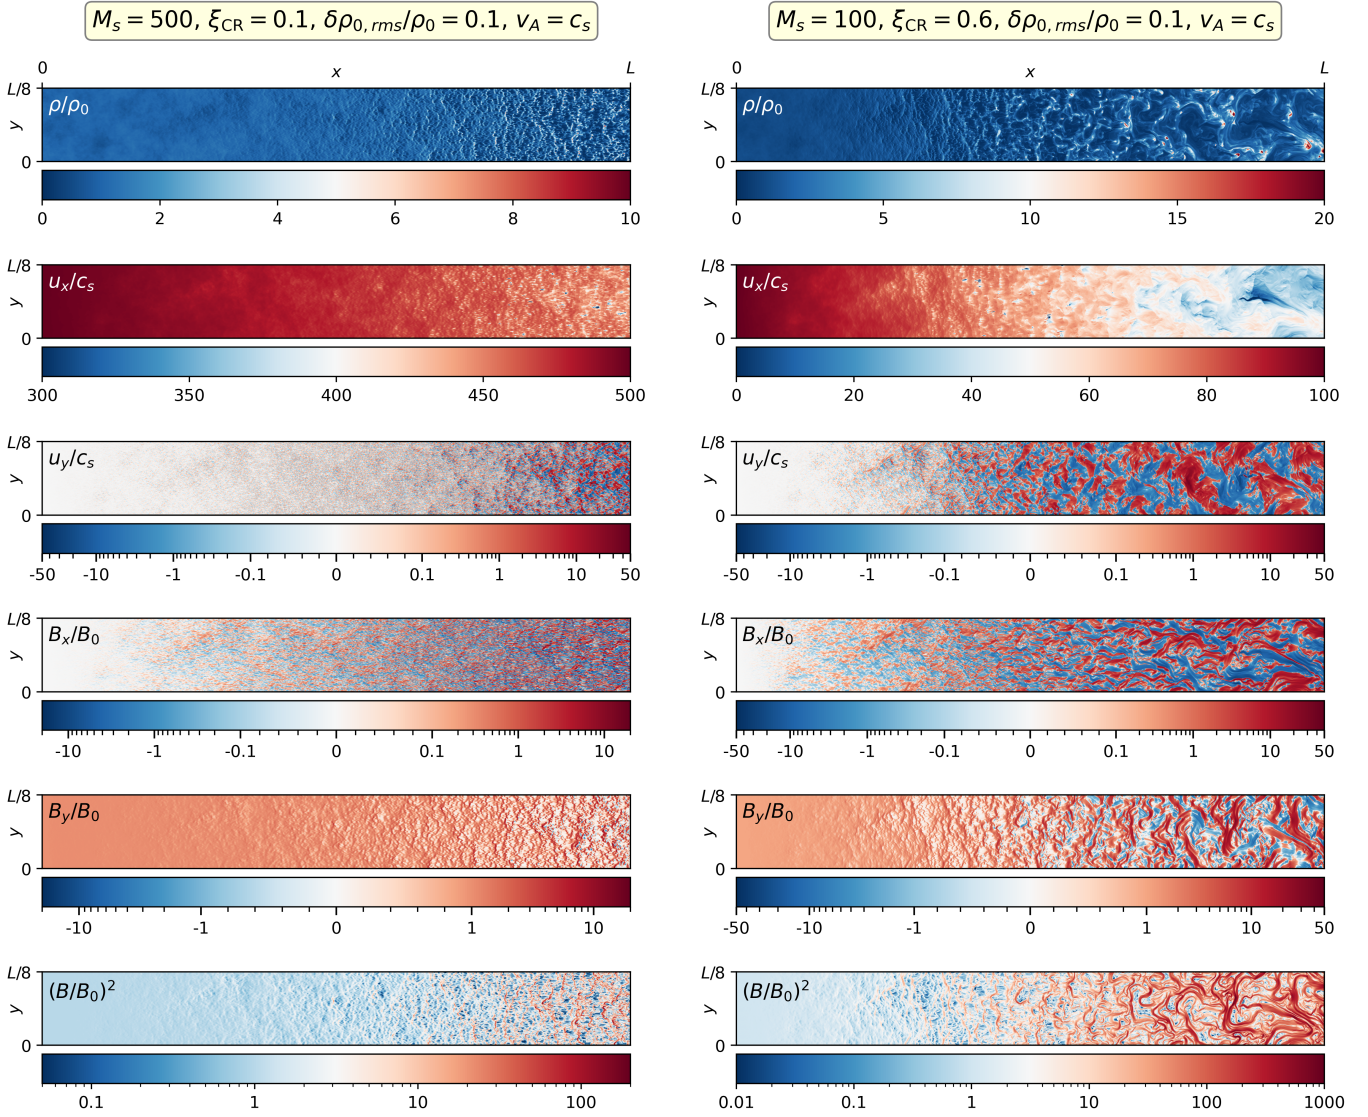 M_s = 500, ξ_CR = 0.1, δρ_{0,rms}/ρ_0 = 0.1, v_A = c_s
0 x L
L/8
ρ/ρ_0
y
0
0 2 4 6 8 10
L/8
u_x/c_s
y
0
300 350 400 450 500
L/8
u_y/c_s
y
0
-50 -10 -1 -0.1 0 0.1 1 10 50
L/8
B_x/B_0
y
0
-10 -1 -0.1 0 0.1 1 10
L/8
B_y/B_0
y
0
-10 -1 0 1 10
L/8
(B/B_0)^2
y
0
0.1 1 10 100
M_s = 100, ξ_CR = 0.6, δρ_{0,rms}/ρ_0 = 0.1, v_A = c_s
0 x L
L/8
ρ/ρ_0
y
0
0 5 10 15 20
L/8
u_x/c_s
y
0
0 20 40 60 80 100
L/8
u_y/c_s
y
0
-50 -10 -1 -0.1 0 0.1 1 10 50
L/8
B_x/B_0
y
0
-50 -10 -1 -0.1 0 0.1 1 10 50
L/8
B_y/B_0
y
0
-50 -10 -1 0 1 10 50
L/8
(B/B_0)^2
y
0
0.01 0.1 1 10 100 1000